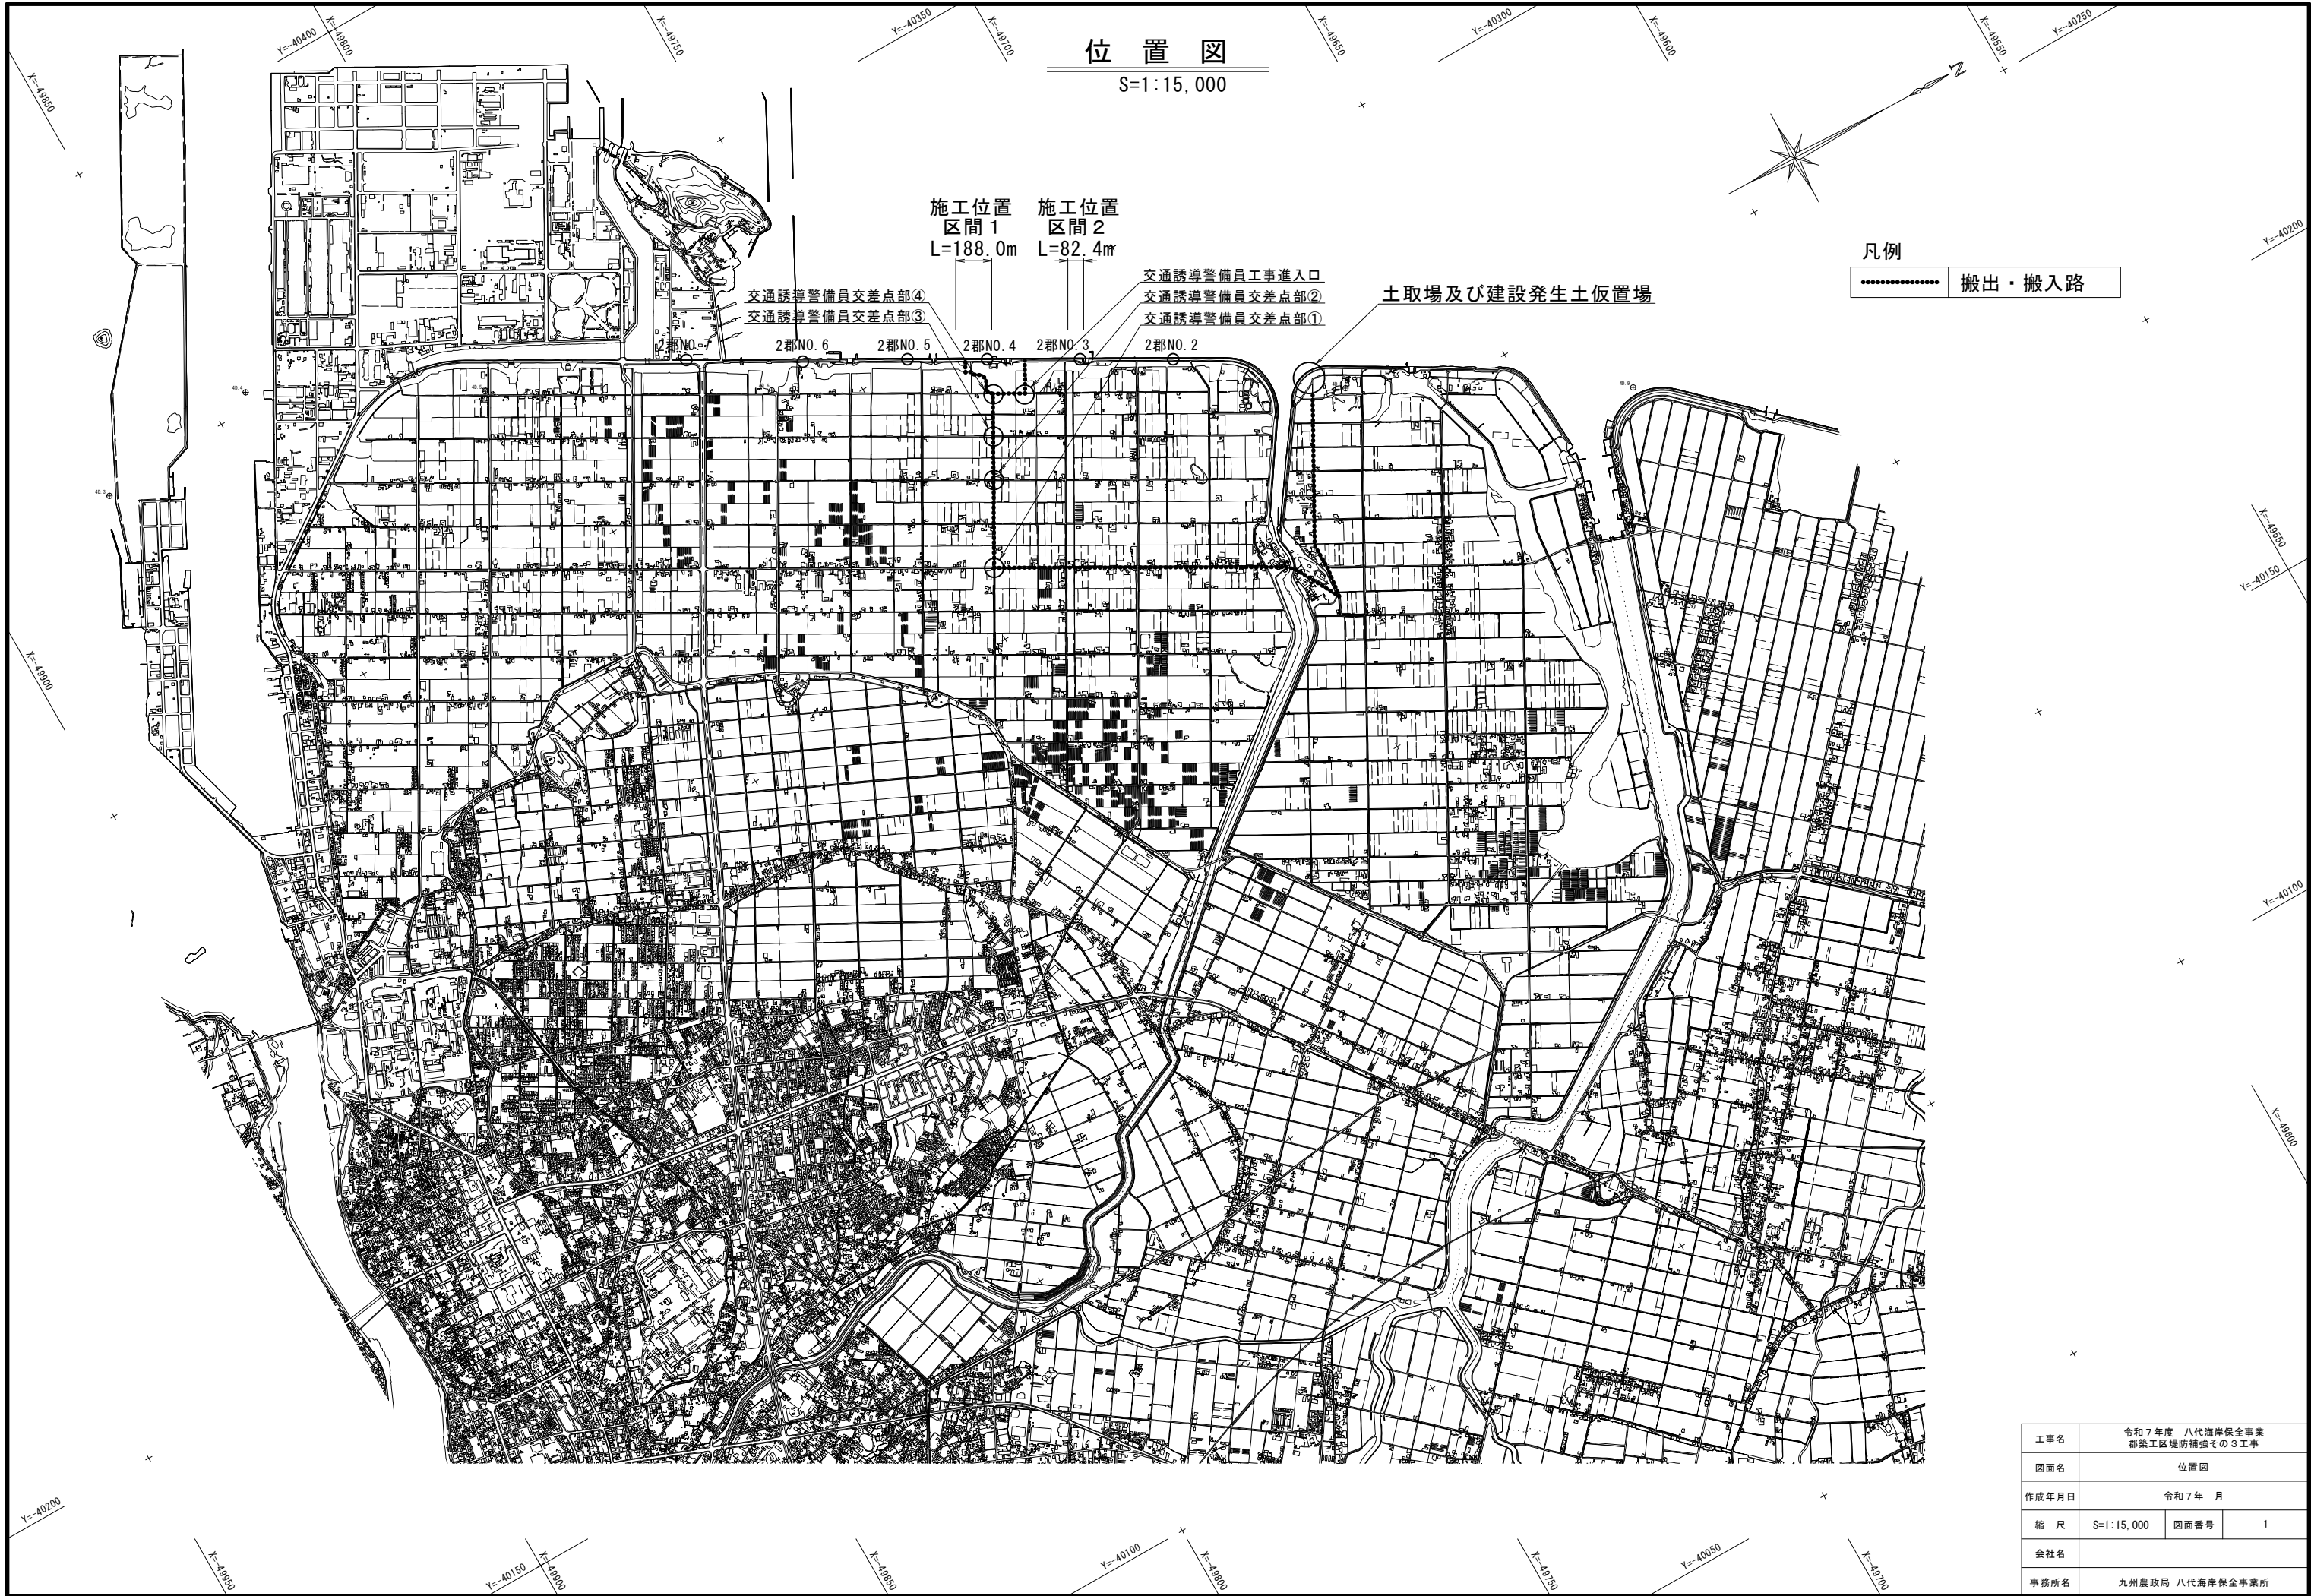 位 置 図
S=1:15,000
Y=-40400
X=-49800
X=-49750
Y=-40350
X=-49700
X=-49650
Y=-40300
X=-49600
X=-49550
Y=-40250
X=-49850
N
Y=-40200
施工位置
区間1
L=188.0m
施工位置
区間2
L=82.4m
凡例
搬出・搬入路
交通誘導警備員工事進入口
交通誘導警備員交差点部④
交通誘導警備員交差点部②
交通誘導警備員交差点部③
交通誘導警備員交差点部①
土取場及び建設発生土仮置場
2郡NO.7
2郡NO.6
2郡NO.5
2郡NO.4
2郡NO.3
2郡NO.2
X=-49550
Y=-40150
X=-49900
Y=-40100
X=-49600
Y=-40200
X=-49950
Y=-40150
X=-49900
X=-49850
Y=-40100
X=-49800
X=-49750
Y=-40050
X=-49700
工事名 令和7年度 八代海岸保全事業
郡築工区堤防補強その3工事
図面名 位置図
作成年月日 令和7年 月
縮 尺 S=1:15,000 図面番号 1
会社名
事務所名 九州農政局 八代海岸保全事業所